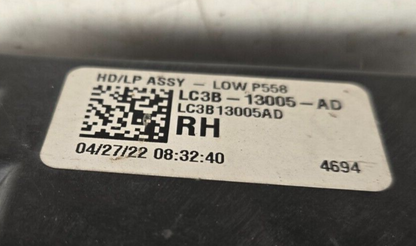 HD/LP ASSY - LOW P558
LC3B - 13005 - AD
LC3B13005AD
RH
04/27/22 08:32:40 4694